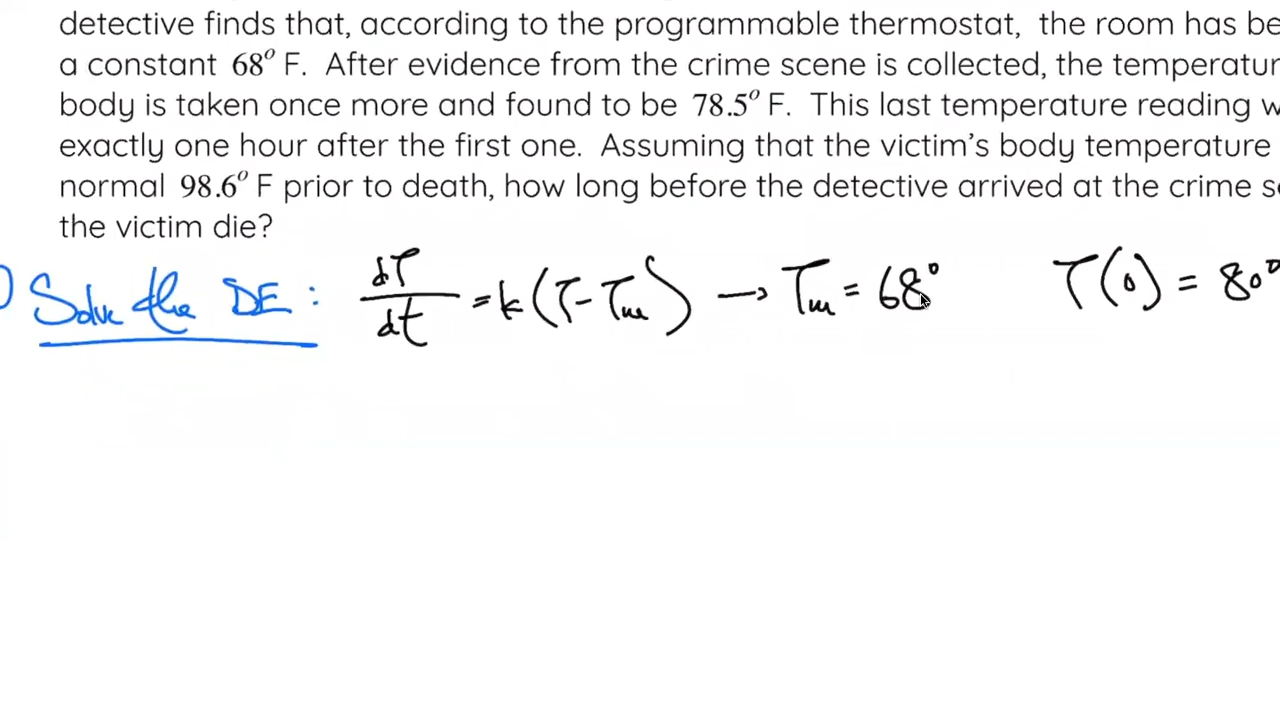 detective finds that, according to the programmable thermostat, the room has be
a constant 68° F. After evidence from the crime scene is collected, the temperatur
body is taken once more and found to be 78.5° F. This last temperature reading w
exactly one hour after the first one. Assuming that the victim's body temperature
normal 98.6° F prior to death, how long before the detective arrived at the crime sc
the victim die?
) Solve the DE: dT/dt = k(T-Tm) → Tm = 68° T(0) = 80°